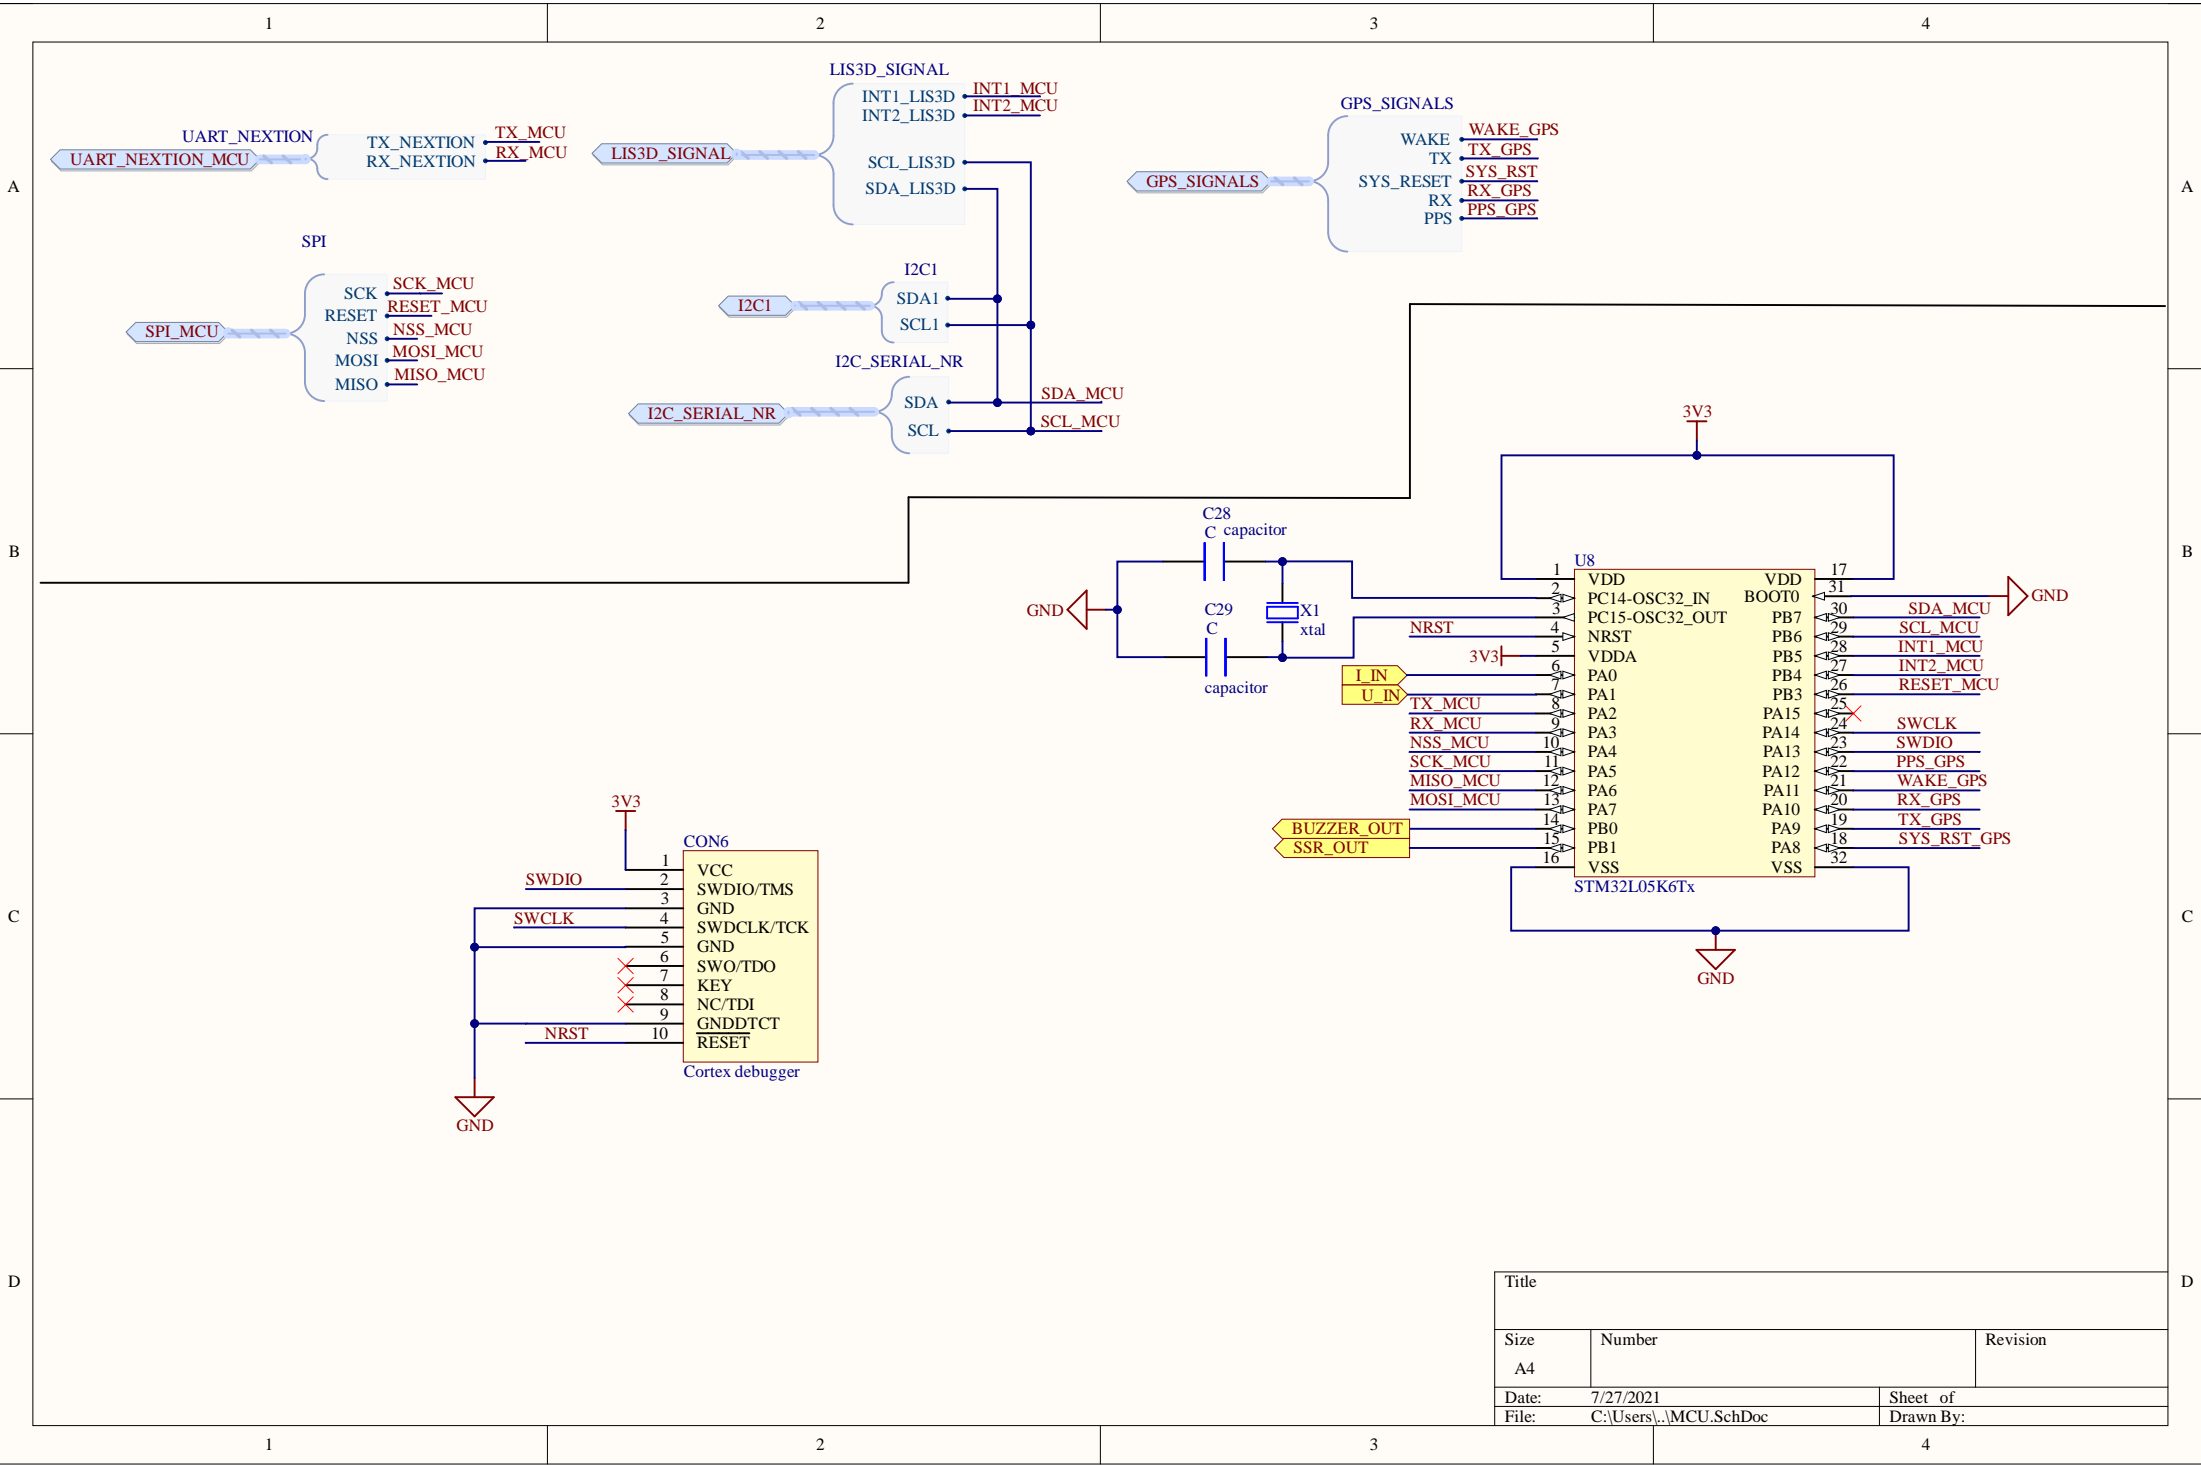 1 2 3 4
A
B
C
D
A
B
C
D
UART_NEXTION
UART_NEXTION_MCU
TX_NEXTION TX_MCU
RX_NEXTION RX_MCU
SPI
SPI_MCU
SCK SCK_MCU
RESET RESET_MCU
NSS NSS_MCU
MOSI MOSI_MCU
MISO MISO_MCU
LIS3D_SIGNAL
LIS3D_SIGNAL
INT1_LIS3D INT1_MCU
INT2_LIS3D INT2_MCU
SCL_LIS3D
SDA_LIS3D
I2C1
I2C1
SDA1
SCL1
I2C_SERIAL_NR
I2C_SERIAL_NR
SDA SDA_MCU
SCL SCL_MCU
GPS_SIGNALS
GPS_SIGNALS
WAKE WAKE_GPS
TX TX_GPS
SYS_RESET SYS_RST
RX RX_GPS
PPS PPS_GPS
3V3
C28
C capacitor
GND
C29
C
capacitor
X1
xtal
U8
1 VDD
2 PC14-OSC32_IN
3 PC15-OSC32_OUT
NRST 4 NRST
3V3 5 VDDA
I_IN 6 PA0
U_IN 7 PA1
TX_MCU 8 PA2
RX_MCU 9 PA3
NSS_MCU 10 PA4
SCK_MCU 11 PA5
MISO_MCU 12 PA6
MOSI_MCU 13 PA7
BUZZER_OUT 14 PB0
SSR_OUT 15 PB1
16 VSS
VDD 17
BOOT0 31 GND
PB7 30 SDA_MCU
PB6 29 SCL_MCU
PB5 28 INT1_MCU
PB4 27 INT2_MCU
PB3 26 RESET_MCU
PA15 25
PA14 24 SWCLK
PA13 23 SWDIO
PA12 22 PPS_GPS
PA11 21 WAKE_GPS
PA10 20 RX_GPS
PA9 19 TX_GPS
PA8 18 SYS_RST_GPS
VSS 32
STM32L05K6Tx
GND
3V3
CON6
1 VCC
SWDIO 2 SWDIO/TMS
3 GND
SWCLK 4 SWDCLK/TCK
5 GND
6 SWO/TDO
7 KEY
8 NC/TDI
9 GNDDTCT
NRST 10 RESET
Cortex debugger
GND
Title
Size Number Revision
A4
Date: 7/27/2021 Sheet of
File: C:\Users\..\MCU.SchDoc Drawn By:
1 2 3 4